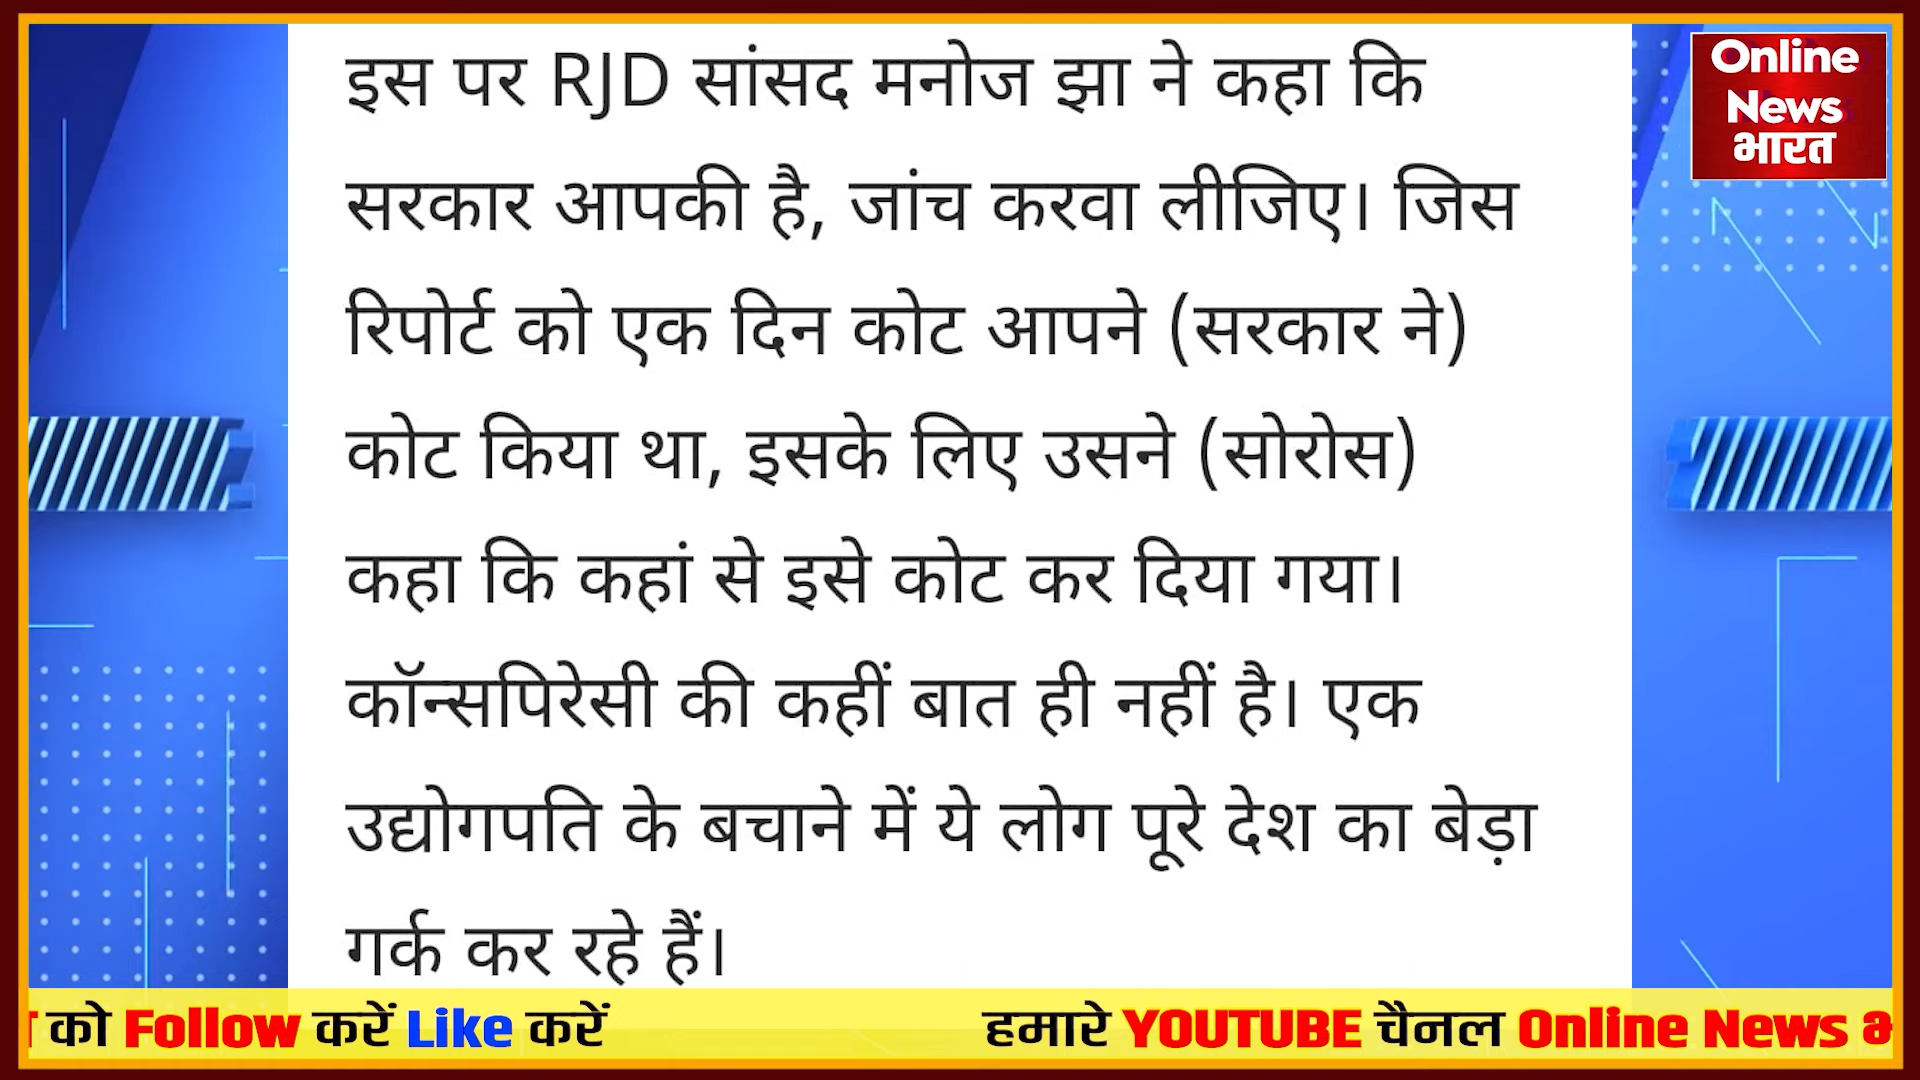 इस पर RJD सांसद मनोज झा ने कहा कि
सरकार आपकी है, जांच करवा लीजिए। जिस
रिपोर्ट को एक दिन कोट आपने (सरकार ने)
कोट किया था, इसके लिए उसने (सोरोस)
कहा कि कहां से इसे कोट कर दिया गया।
कॉन्सपिरेसी की कहीं बात ही नहीं है। एक
उद्योगपति के बचाने में ये लोग पूरे देश का बेड़ा
गर्क कर रहे हैं।
Online
News
भारत
को Follow करें Like करें
हमारे YOUTUBE चैनल Online News